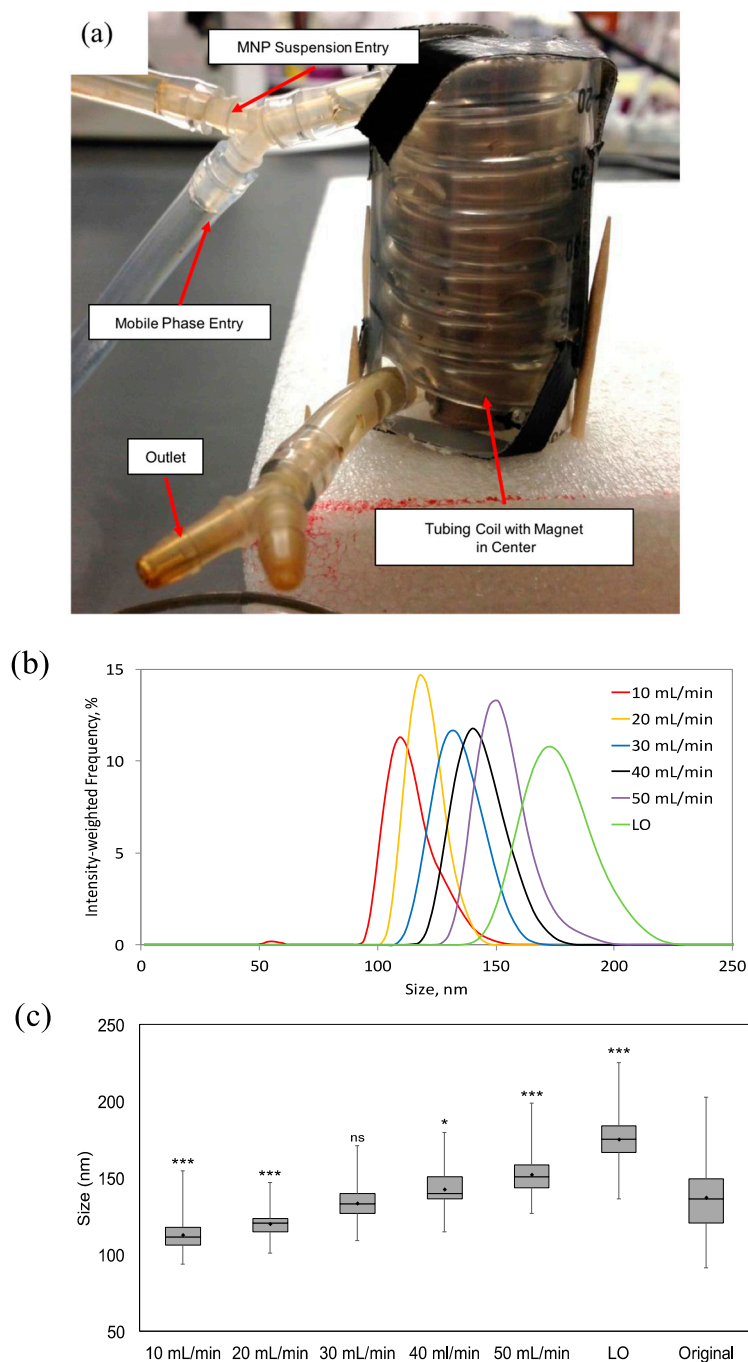 (a)
MNP Suspension Entry
20
25
30
Mobile Phase Entry
Outlet
Tubing Coil with Magnet
in Center
(b)
15
10
5
0
Intensity-weighted Frequency, %
10 mL/min
20 mL/min
30 mL/min
40 mL/min
50 mL/min
LO
0 50 100 150 200 250
Size, nm
(c)
250
200
150
100
50
Size (nm)
*** *** ns * *** ***
10 mL/min 20 mL/min 30 mL/min 40 ml/min 50 mL/min LO Original